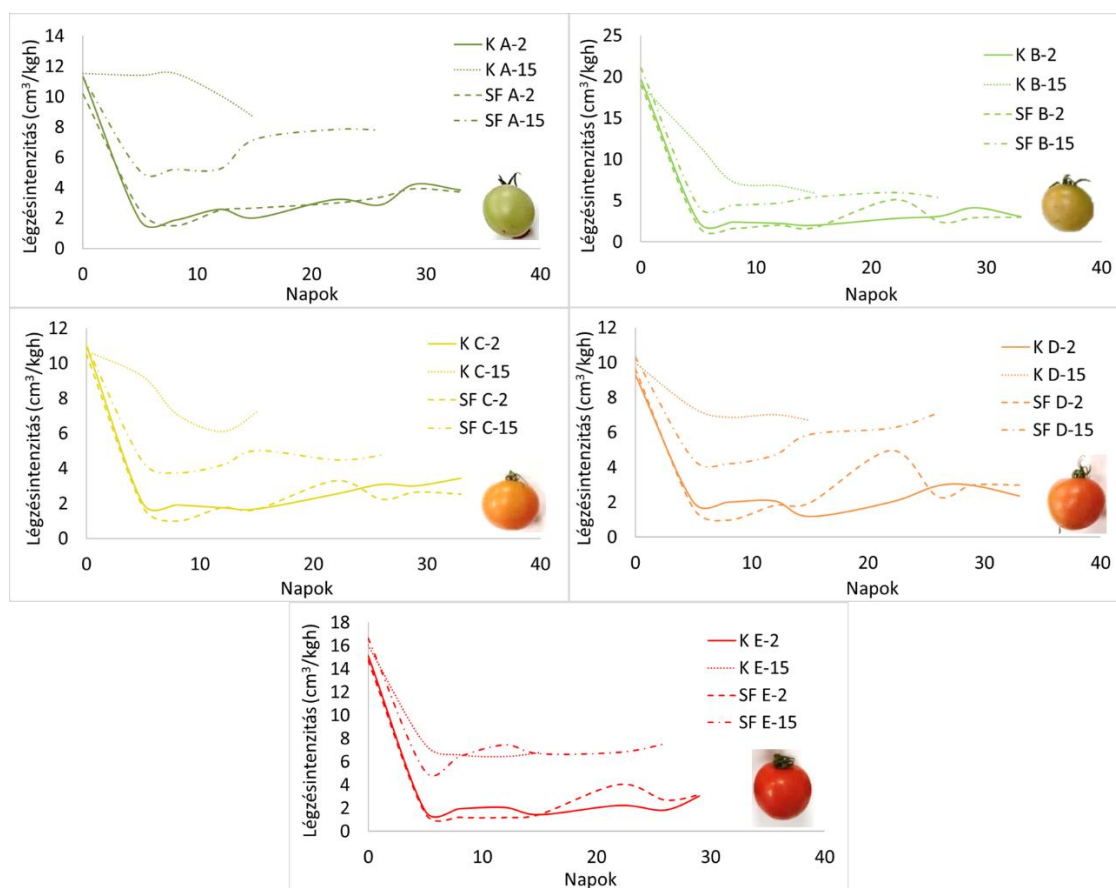 Légzésintenzitás (cm³/kgh)
14
12
10
8
6
4
2
0
0 10 20 30 40
Napok
K A-2
K A-15
SF A-2
SF A-15
Légzésintenzitás (cm³/kgh)
25
20
15
10
5
0
0 10 20 30 40
Napok
K B-2
K B-15
SF B-2
SF B-15
Légzésintenzitás (cm³/kgh)
12
10
8
6
4
2
0
0 10 20 30 40
Napok
K C-2
K C-15
SF C-2
SF C-15
Légzésintenzitás (cm³/kgh)
12
10
8
6
4
2
0
0 10 20 30 40
Napok
K D-2
K D-15
SF D-2
SF D-15
Légzésintenzitás (cm³/kgh)
18
16
14
12
10
8
6
4
2
0
0 10 20 30 40
Napok
K E-2
K E-15
SF E-2
SF E-15